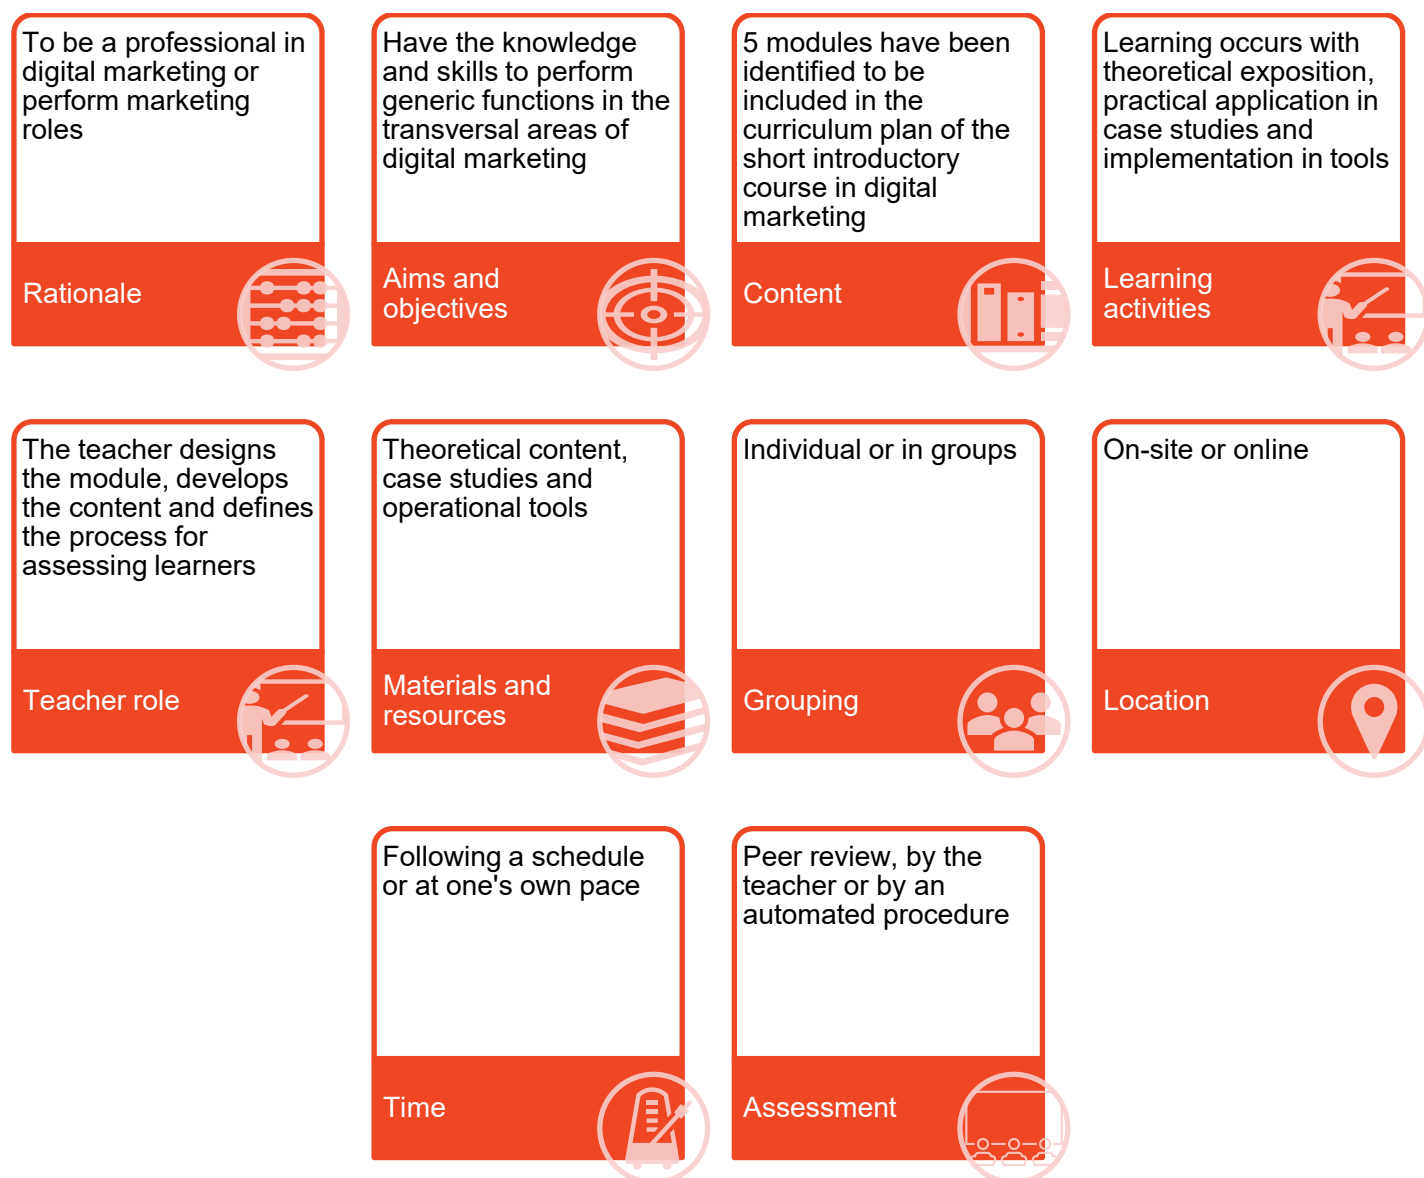 To be a professional in
digital marketing or
perform marketing
roles
Rationale
Have the knowledge
and skills to perform
generic functions in the
transversal areas of
digital marketing
Aims and
objectives
5 modules have been
identified to be
included in the
curriculum plan of the
short introductory
course in digital
marketing
Content
Learning occurs with
theoretical exposition,
practical application in
case studies and
implementation in tools
Learning
activities
The teacher designs
the module, develops
the content and defines
the process for
assessing learners
Teacher role
Theoretical content,
case studies and
operational tools
Materials and
resources
Individual or in groups
Grouping
On-site or online
Location
Following a schedule
or at one's own pace
Time
Peer review, by the
teacher or by an
automated procedure
Assessment